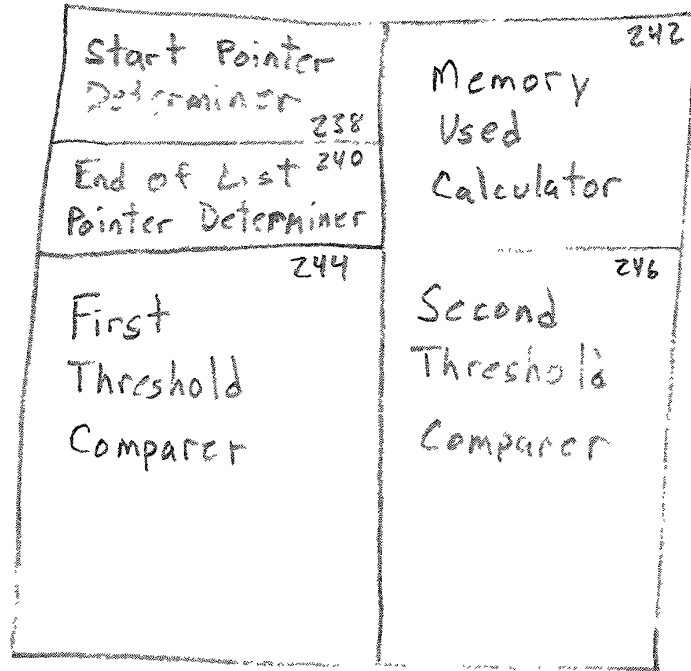 Start Pointer
Determiner
238
End of List 240
Pointer Determiner
242
Memory
Used
Calculator
244
First
Threshold
Comparer
246
Second
Threshold
Comparer